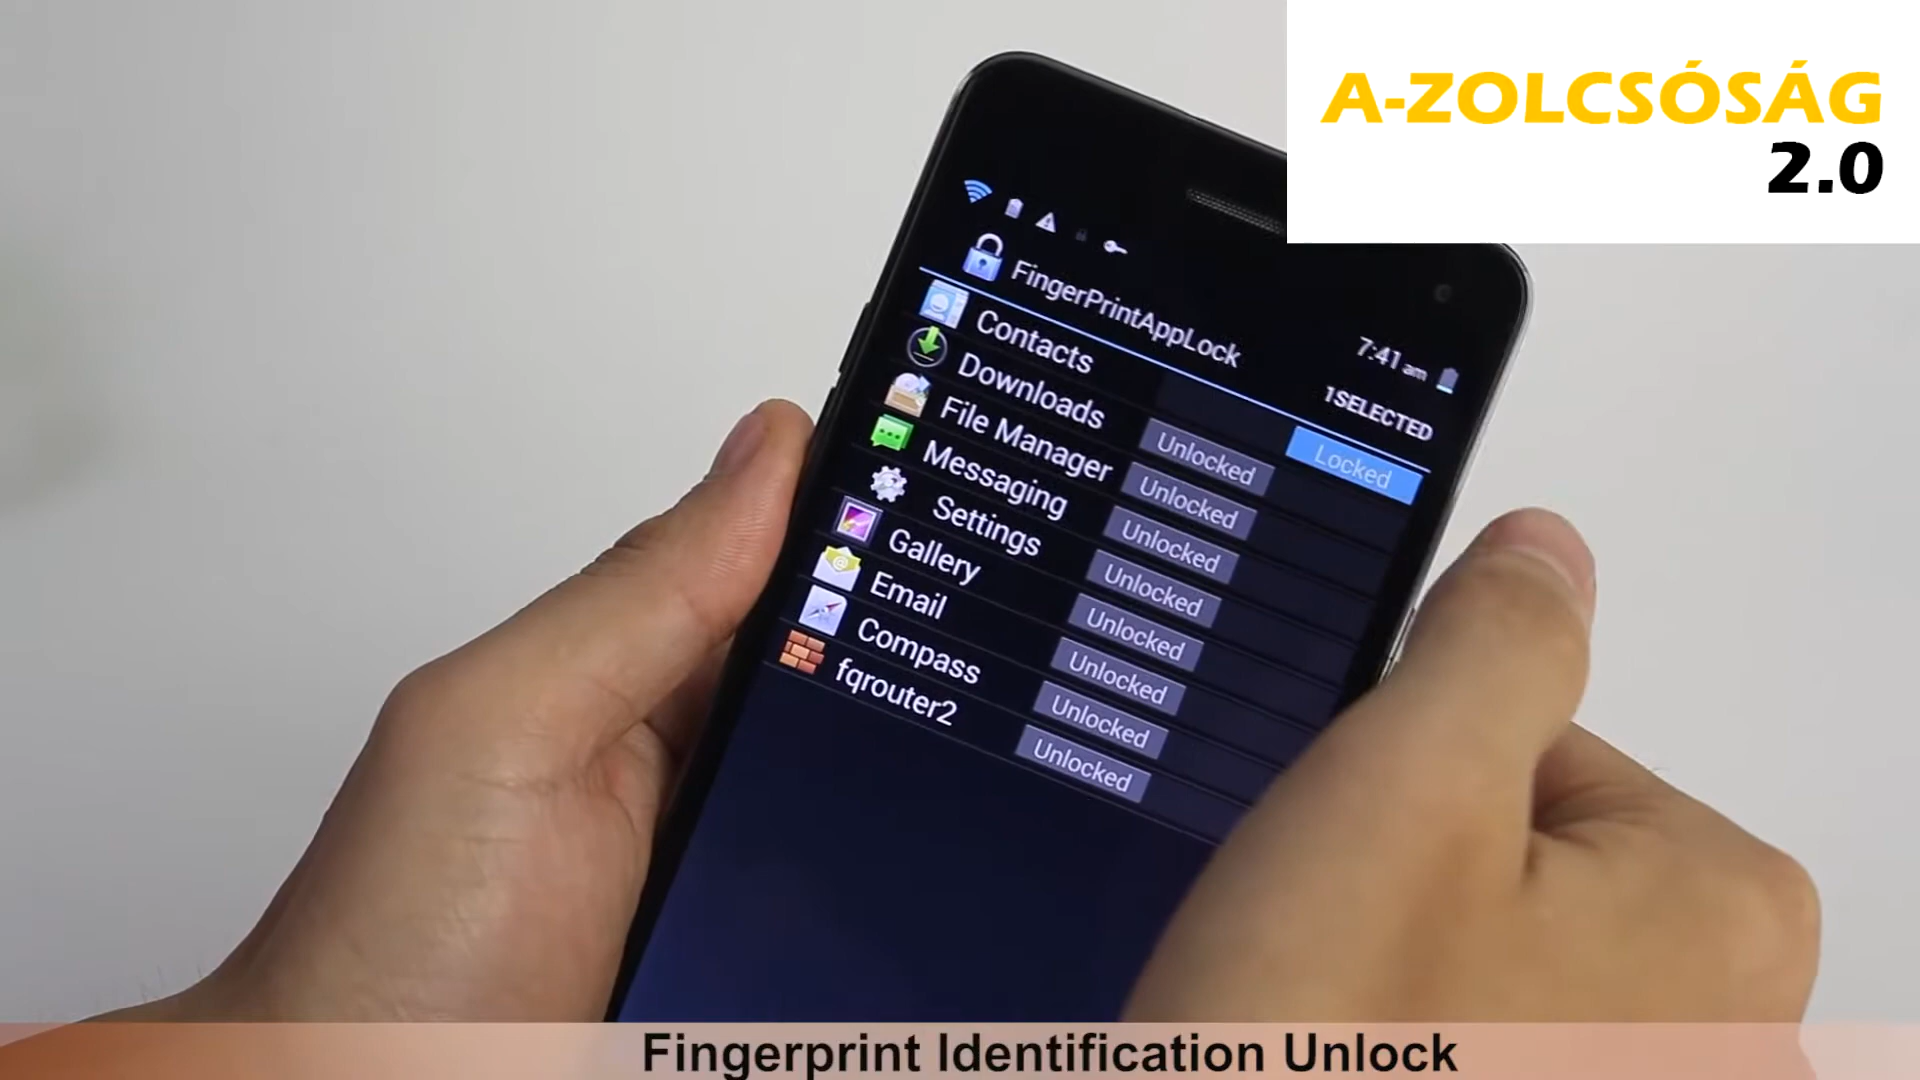 A-ZOLCSÓSÁG
2.0
FingerPrintAppLock
7:41 am
1SELECTED
Contacts
Locked
Downloads
Unlocked
File Manager
Unlocked
Messaging
Unlocked
Settings
Unlocked
Gallery
Unlocked
Email
Unlocked
Compass
Unlocked
fqrouter2
Unlocked
Fingerprint Identification Unlock